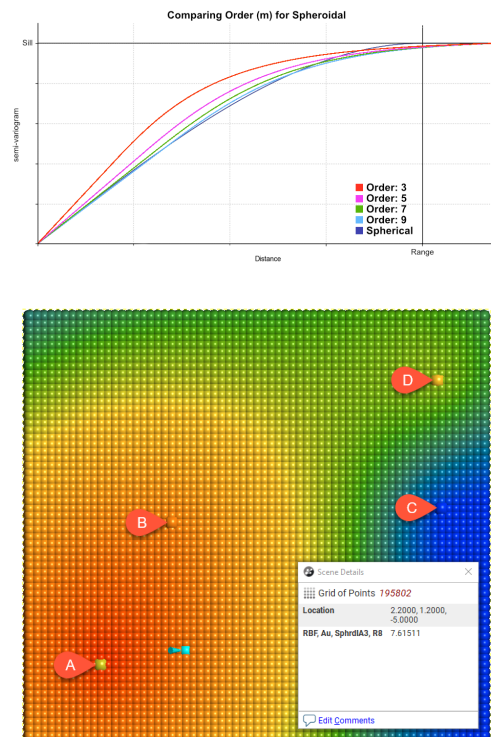 Comparing Order (m) for Spheroidal
Sill
semi-variogram
Order: 3
Order: 5
Order: 7
Order: 9
Spherical
Range
Distance
D
C
B
A
Scene Details
Grid of Points 195802
Location 2.2000, 1.2000,
-5.0000
RBF, Au, SphrdlA3, R8 7.61511
Edit Comments